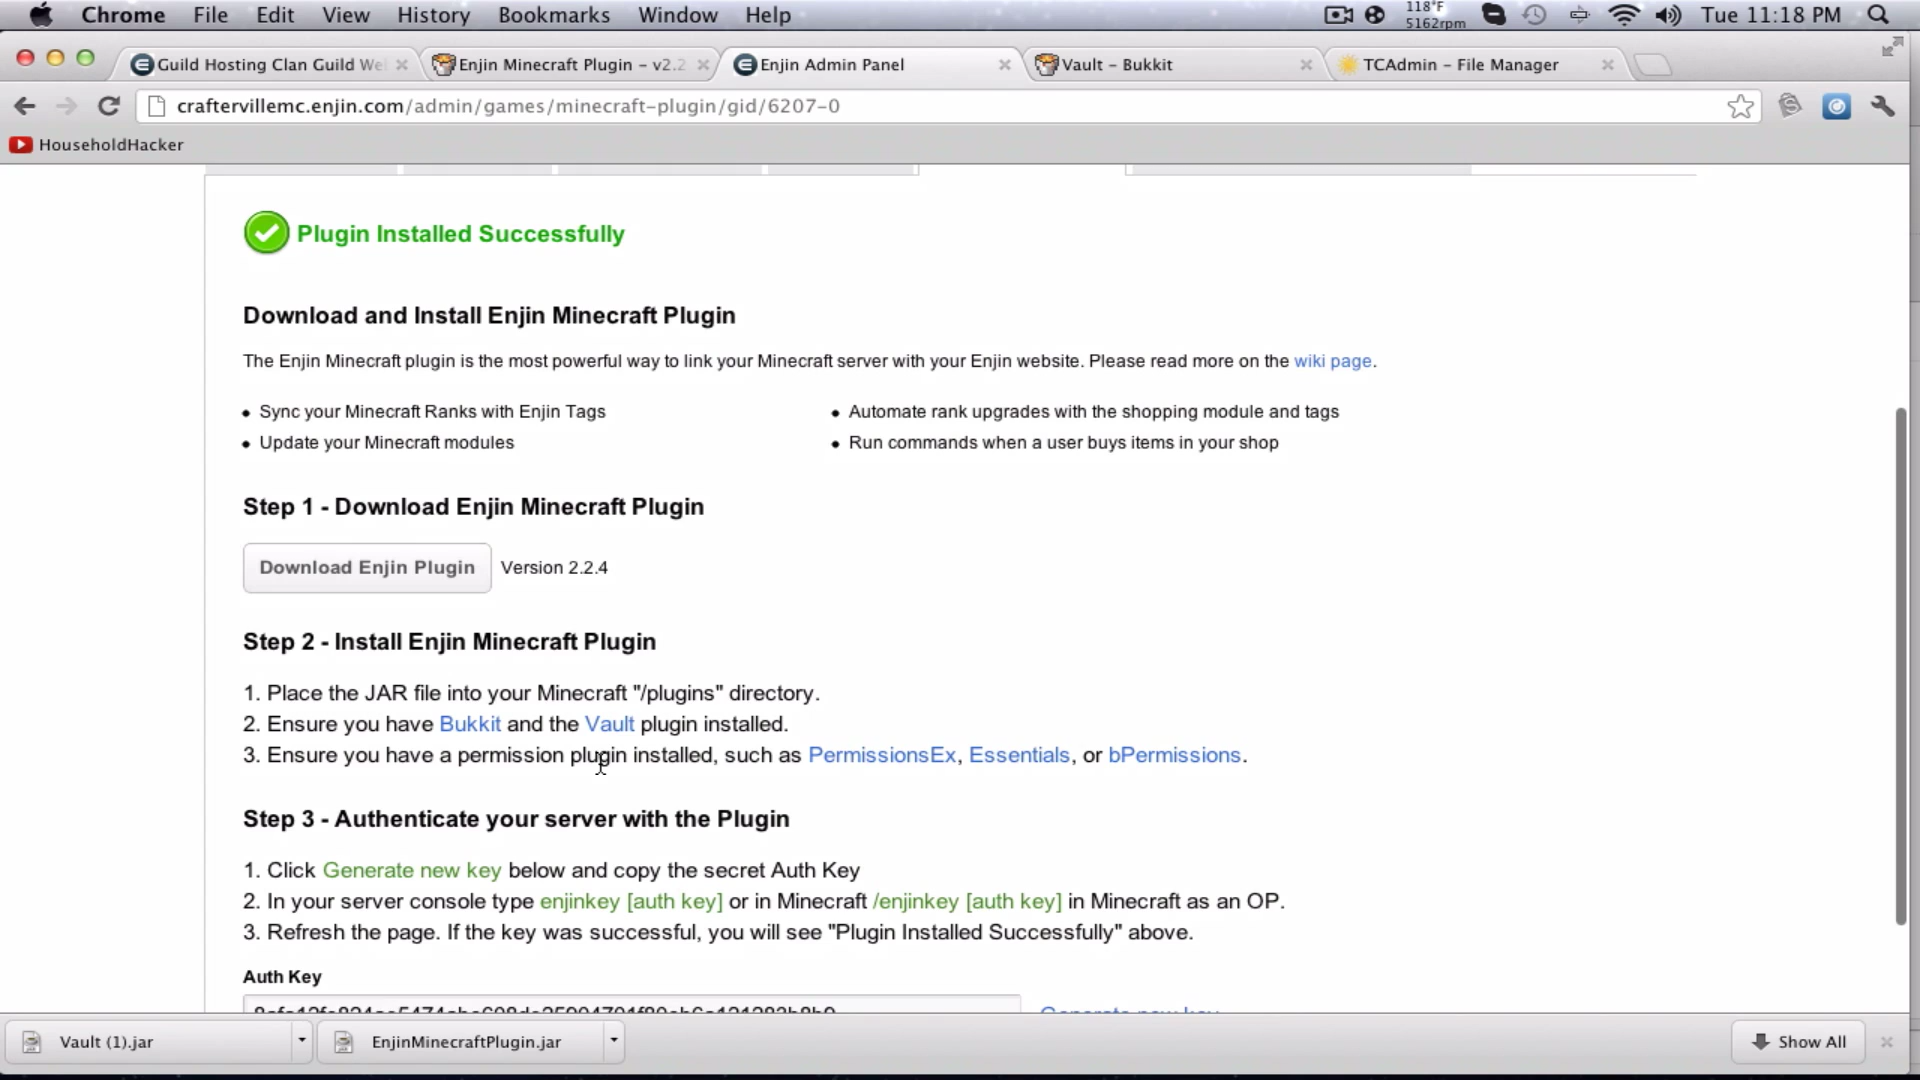 Chrome File Edit View History Bookmarks Window Help 118°F 5162rpm Tue 11:18 PM
Guild Hosting Clan Guild We Enjin Minecraft Plugin - v2.2 Enjin Admin Panel Vault - Bukkit TCAdmin - File Manager
craftervillemc.enjin.com/admin/games/minecraft-plugin/gid/6207-0
HouseholdHacker
Plugin Installed Successfully
Download and Install Enjin Minecraft Plugin
The Enjin Minecraft plugin is the most powerful way to link your Minecraft server with your Enjin website. Please read more on the wiki page.
• Sync your Minecraft Ranks with Enjin Tags • Automate rank upgrades with the shopping module and tags
• Update your Minecraft modules • Run commands when a user buys items in your shop
Step 1 - Download Enjin Minecraft Plugin
Download Enjin Plugin Version 2.2.4
Step 2 - Install Enjin Minecraft Plugin
1. Place the JAR file into your Minecraft "/plugins" directory.
2. Ensure you have Bukkit and the Vault plugin installed.
3. Ensure you have a permission plugin installed, such as PermissionsEx, Essentials, or bPermissions.
Step 3 - Authenticate your server with the Plugin
1. Click Generate new key below and copy the secret Auth Key
2. In your server console type enjinkey [auth key] or in Minecraft /enjinkey [auth key] in Minecraft as an OP.
3. Refresh the page. If the key was successful, you will see "Plugin Installed Successfully" above.
Auth Key
Generate new key
Vault (1).jar EnjinMinecraftPlugin.jar Show All